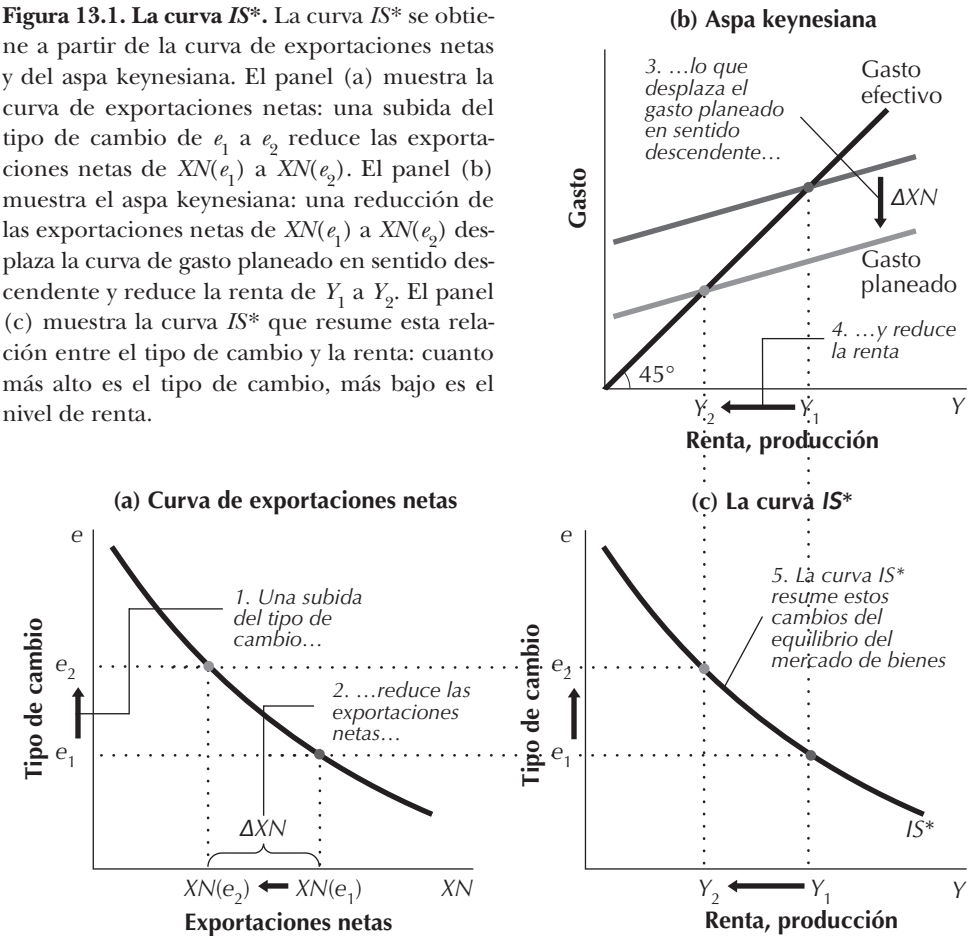 Figura 13.1. La curva IS*. La curva IS* se obtie-
ne a partir de la curva de exportaciones netas
y del aspa keynesiana. El panel (a) muestra la
curva de exportaciones netas: una subida del
tipo de cambio de e₁ a e₂ reduce las exporta-
ciones netas de XN(e₁) a XN(e₂). El panel (b)
muestra el aspa keynesiana: una reducción de
las exportaciones netas de XN(e₁) a XN(e₂) des-
plaza la curva de gasto planeado en sentido des-
cendente y reduce la renta de Y₁ a Y₂. El panel
(c) muestra la curva IS* que resume esta rela-
ción entre el tipo de cambio y la renta: cuanto
más alto es el tipo de cambio, más bajo es el
nivel de renta.
(b) Aspa keynesiana
3. …lo que
desplaza el
gasto planeado
en sentido
descendente…
Gasto
efectivo
Gasto
ΔXN
Gasto
planeado
4. …y reduce
la renta
45°
Y₂
Y₁
Y
Renta, producción
(a) Curva de exportaciones netas
e
1. Una subida
del tipo de
cambio…
Tipo de cambio
e₂
2. …reduce las
exportaciones
netas…
e₁
ΔXN
XN(e₂)
XN(e₁)
XN
Exportaciones netas
(c) La curva IS*
e
5. La curva IS*
resume estos
cambios del
equilibrio del
mercado de bienes
Tipo de cambio
e₂
e₁
IS*
Y₂
Y₁
Y
Renta, producción